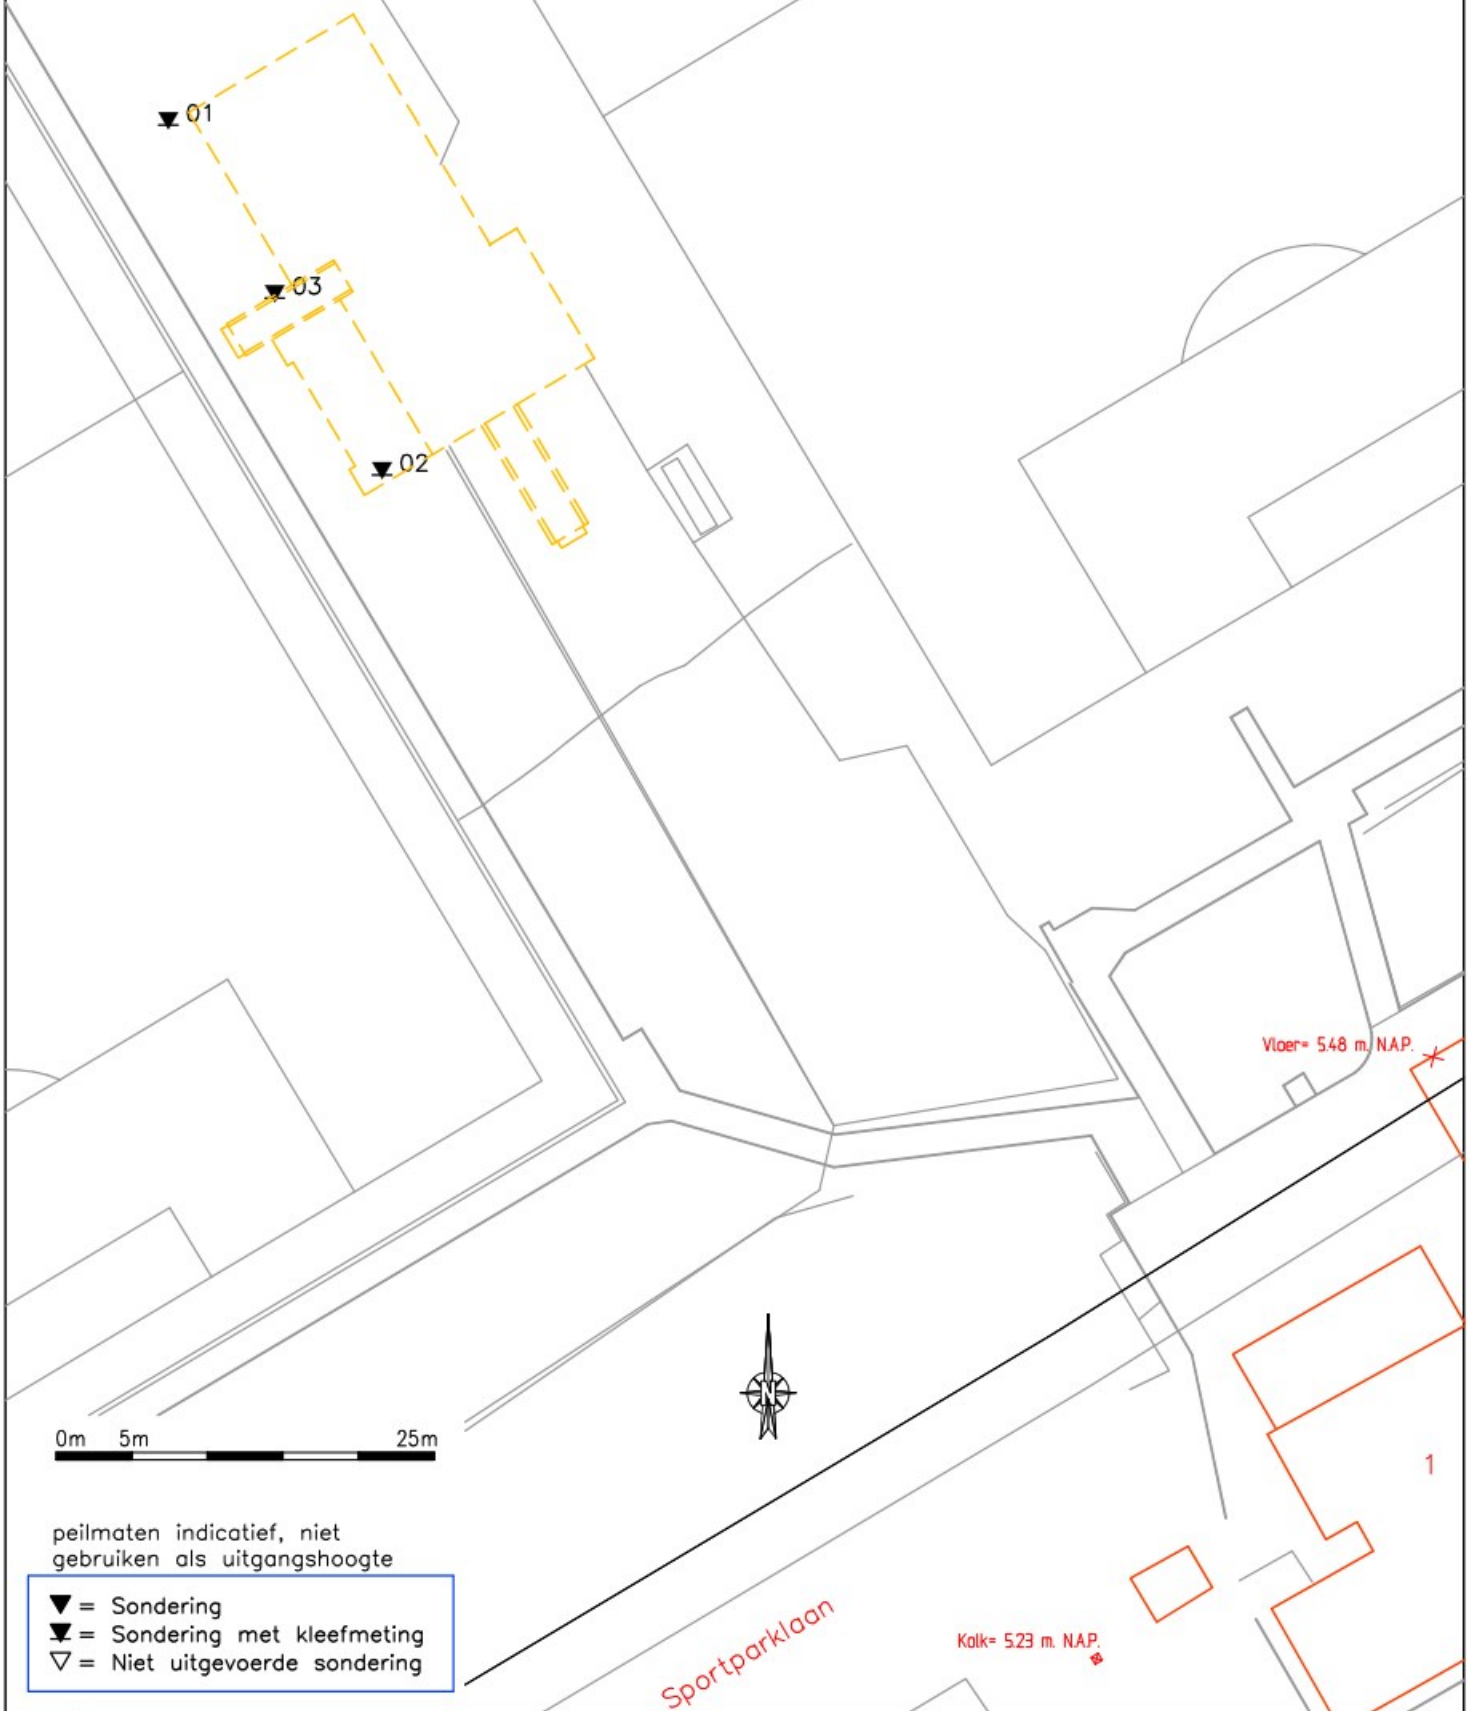 01
03
02
Vloer= 5.48 m. N.A.P.
N
0m 5m 25m
1
peilmaten indicatief, niet
gebruiken als uitgangshoogte
= Sondering
= Sondering met kleefmeting
= Niet uitgevoerde sondering
Sportparklaan
Kolk= 5.23 m. N.A.P.